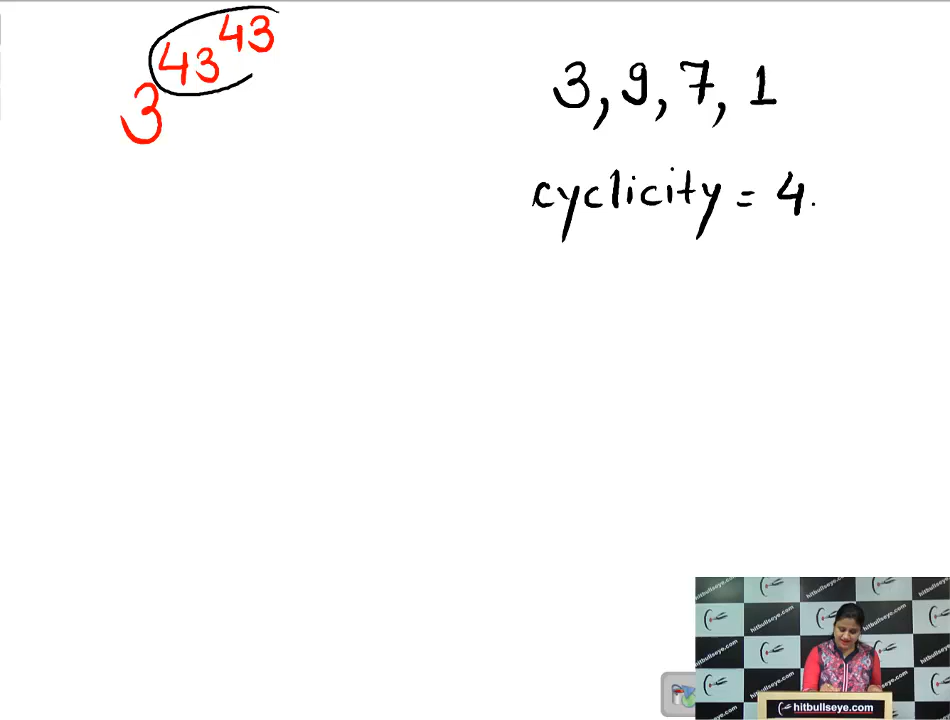 3^43^43
3, 9, 7, 1
cyclicity = 4.
hitbullseye.com